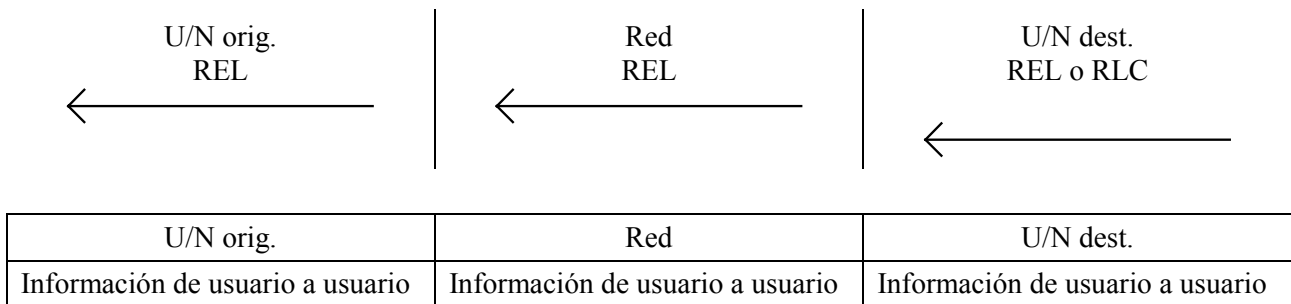 U/N orig. Red U/N dest.
REL REL REL o RLC
U/N orig. Red U/N dest.
Información de usuario a usuario Información de usuario a usuario Información de usuario a usuario